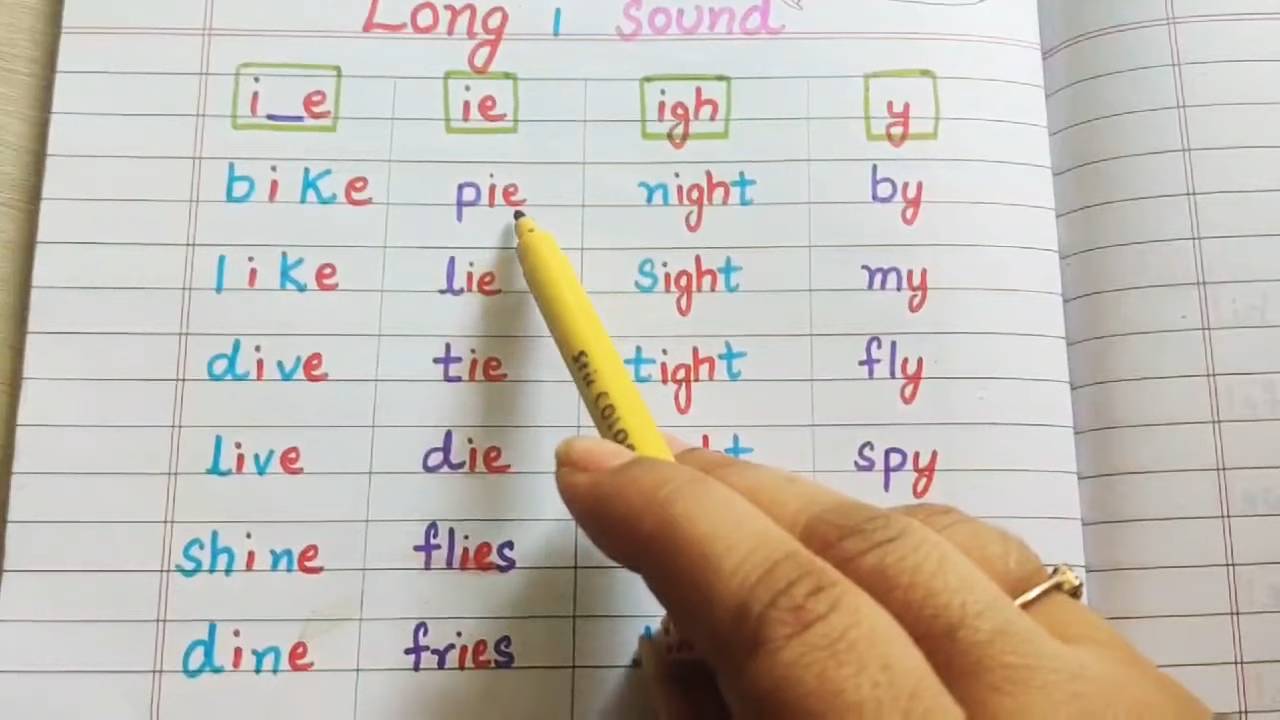 Long i Sound
i_e ie igh y
bike pie night by
like lie sight my
dive tie tight fly
live die spy
shine flies
dine fries